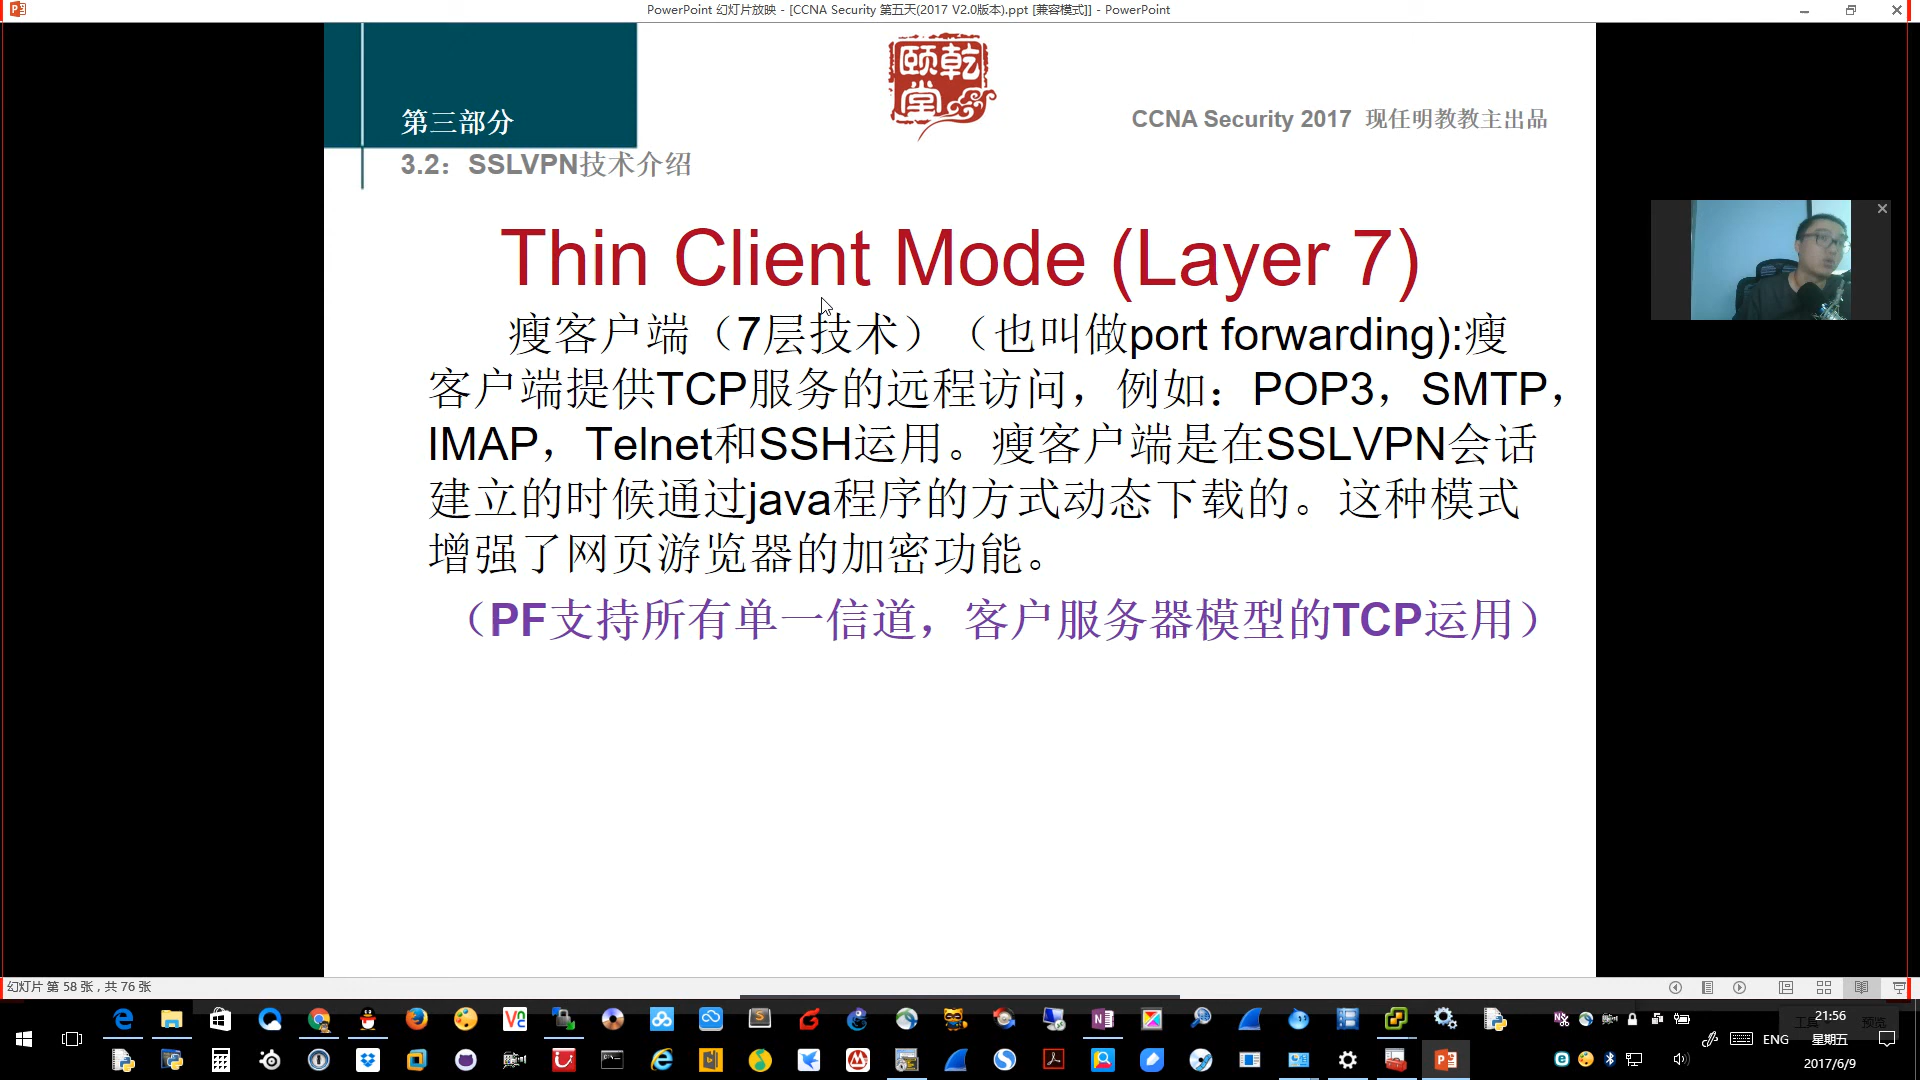 PowerPoint 幻灯片放映 - [CCNA Security 第五天(2017 V2.0版本).ppt [兼容模式]] - PowerPoint
颐乾堂
第三部分
CCNA Security 2017 现任明教教主出品
3.2：SSLVPN技术介绍
Thin Client Mode (Layer 7)
瘦客户端（7层技术）（也叫做port forwarding):瘦
客户端提供TCP服务的远程访问，例如：POP3，SMTP，
IMAP，Telnet和SSH运用。瘦客户端是在SSLVPN会话
建立的时候通过java程序的方式动态下载的。这种模式
增强了网页游览器的加密功能。
（PF支持所有单一信道，客户服务器模型的TCP运用）
幻灯片 第 58 张，共 76 张
工具
预览
21:56
ENG
星期五
2017/6/9